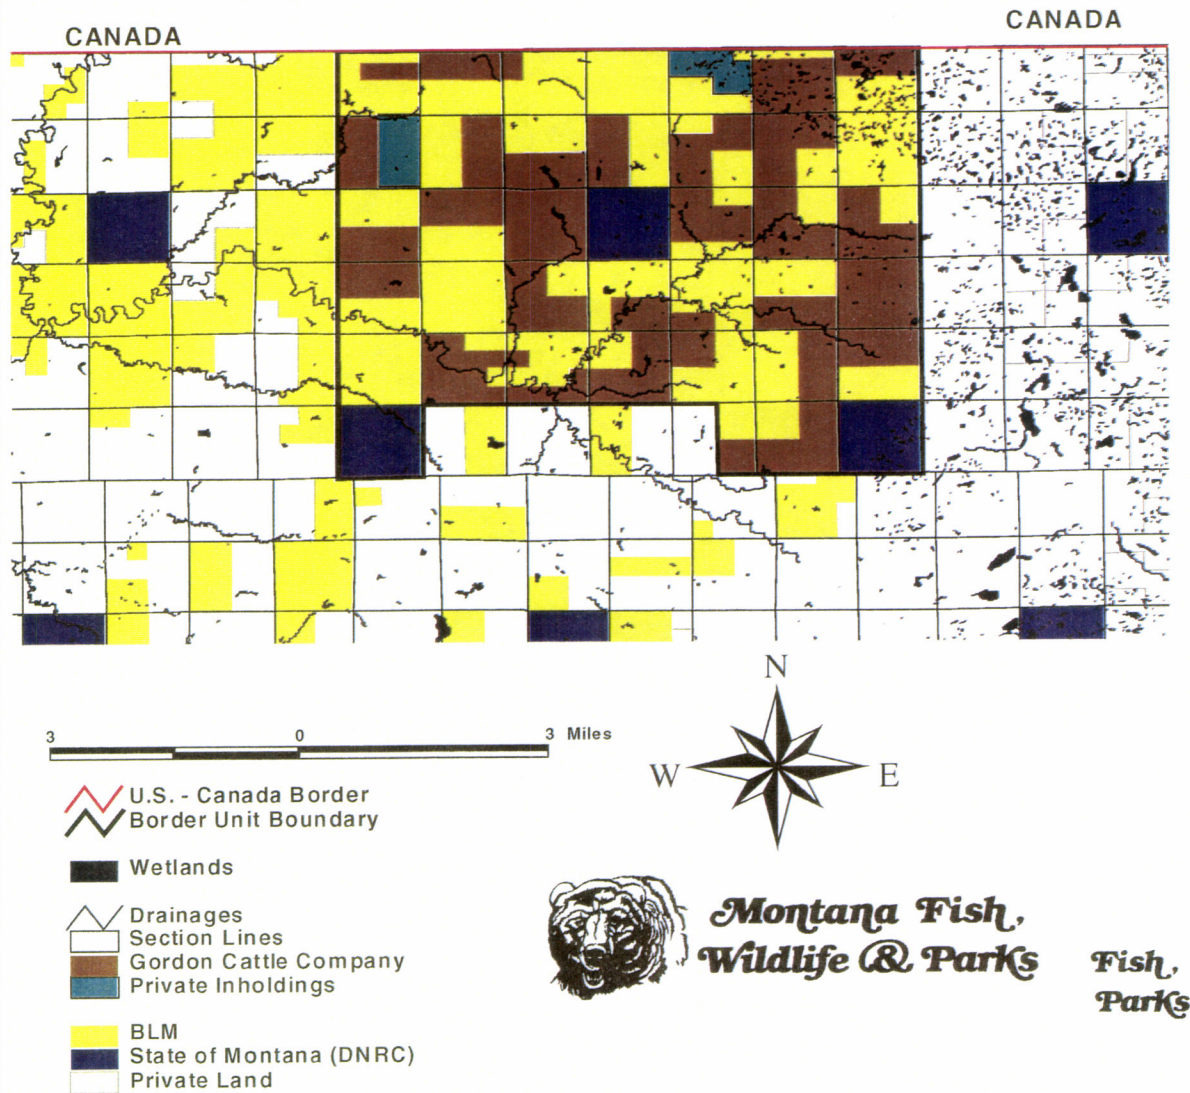 CANADA
CANADA
N
W
E
3 0 3 Miles
U.S. - Canada Border
Border Unit Boundary
Wetlands
Drainages
Section Lines
Gordon Cattle Company
Private Inholdings
BLM
State of Montana (DNRC)
Private Land
Montana Fish,
Wildlife & Parks
Fish,
Parks